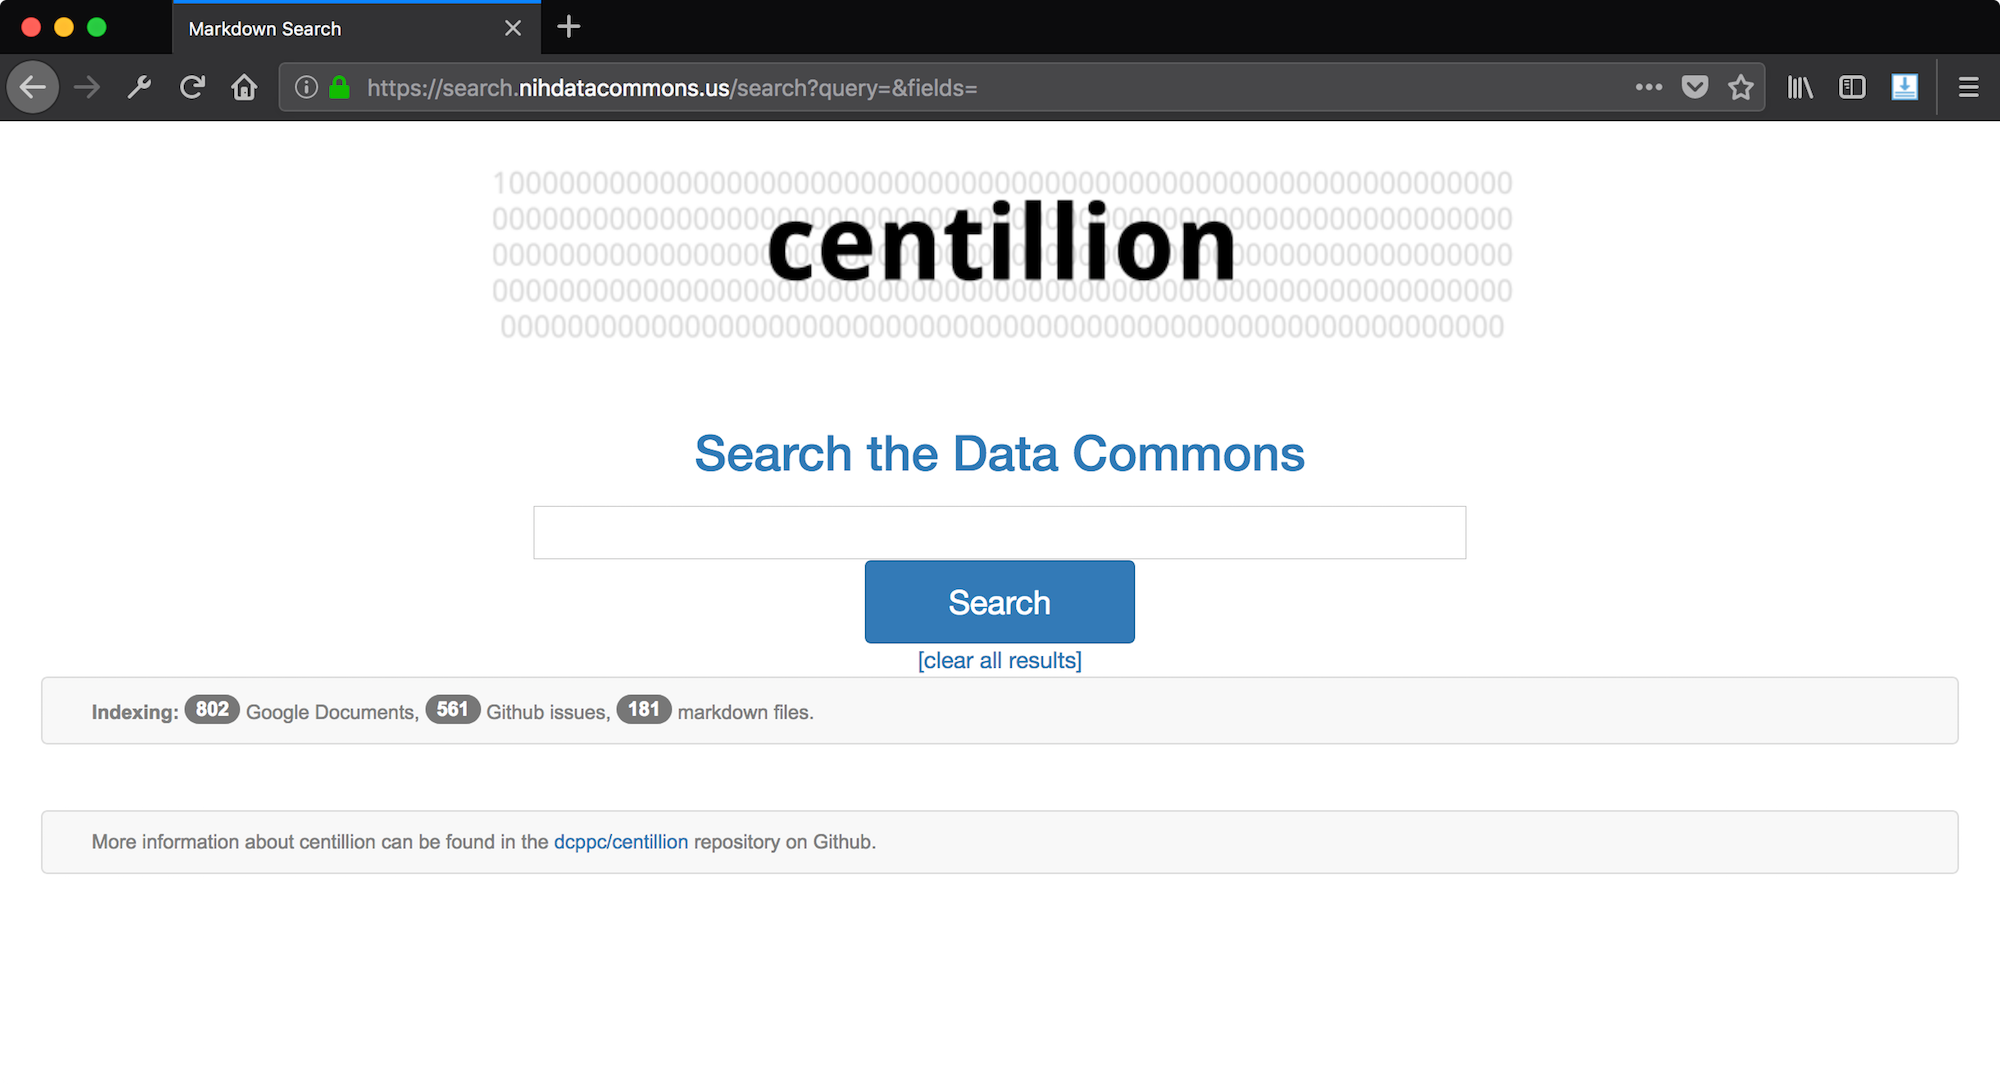 Markdown Search
https://search.nihdatacommons.us/search?query=&fields=
centillion
Search the Data Commons
Search
[clear all results]
Indexing: 802 Google Documents, 561 Github issues, 181 markdown files.
More information about centillion can be found in the dcppc/centillion repository on Github.